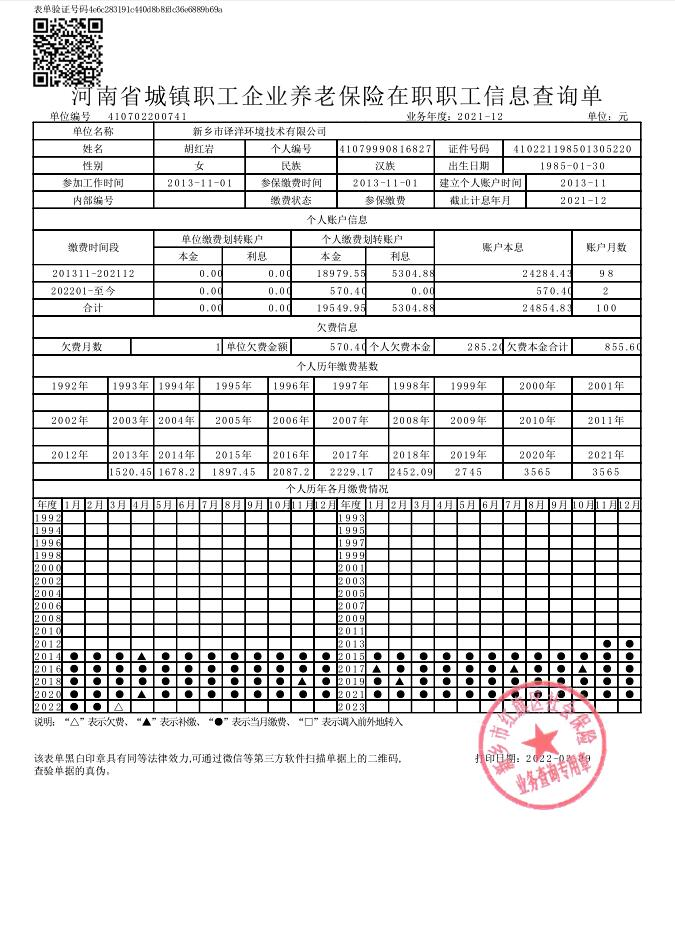 表单验证号码4e6c283191c440d8b8fdc36e6889b69a
河南省城镇职工企业养老保险在职职工信息查询单
单位编号 410702200741 业务年度：2021-12 单位：元
单位名称 新乡市译洋环境技术有限公司
姓名 胡红岩 个人编号 41079990816827 证件号码 410221198501305220
性别 女 民族 汉族 出生日期 1985-01-30
参加工作时间 2013-11-01 参保缴费时间 2013-11-01 建立个人账户时间 2013-11
内部编号 缴费状态 参保缴费 截止计息年月 2021-12
个人账户信息
缴费时间段 单位缴费划转账户 个人缴费划转账户 账户本息 账户月数
本金 利息 本金 利息
201311-202112 0.00 0.00 18979.55 5304.88 24284.43 98
202201-至今 0.00 0.00 570.40 0.00 570.40 2
合计 0.00 0.00 19549.95 5304.88 24854.83 100
欠费信息
欠费月数 1 单位欠费金额 570.40 个人欠费本金 285.20 欠费本金合计 855.60
个人历年缴费基数
1992年 1993年 1994年 1995年 1996年 1997年 1998年 1999年 2000年 2001年
2002年 2003年 2004年 2005年 2006年 2007年 2008年 2009年 2010年 2011年
2012年 2013年 2014年 2015年 2016年 2017年 2018年 2019年 2020年 2021年
1520.45 1678.2 1897.45 2087.2 2229.17 2452.09 2745 3565 3565
个人历年各月缴费情况
年度 1月 2月 3月 4月 5月 6月 7月 8月 9月 10月 11月 12月 年度 1月 2月 3月 4月 5月 6月 7月 8月 9月 10月 11月 12月
1992 1993
1994 1995
1996 1997
1998 1999
2000 2001
2002 2003
2004 2005
2006 2007
2008 2009
2010 2011
2012 2013 ● ●
2014 ● ● ● ▲ ● ● ● ● ● ● ● ● 2015 ● ● ● ● ● ● ● ● ● ● ● ●
2016 ● ● ● ● ● ● ● ● ● ● ● ● 2017 ▲ ● ● ● ● ● ▲ ● ● ▲ ● ●
2018 ● ● ● ● ● ● ● ● ● ● ▲ ● 2019 ● ▲ ● ● ● ● ● ● ● ● ● ●
2020 ● ● ● ▲ ● ● ● ● ● ● ● ● 2021 ● ● ● ● ● ● ● ● ● ● ● ●
2022 ● ● △ 2023
说明：“△”表示欠费、“▲”表示补缴、“●”表示当月缴费、“□”表示调入前外地转入
该表单黑白印章具有同等法律效力,可通过微信等第三方软件扫描单据上的二维码,
查验单据的真伪。
打印日期：2022-03-09
新乡市红旗区社会保险
业务查询专用章